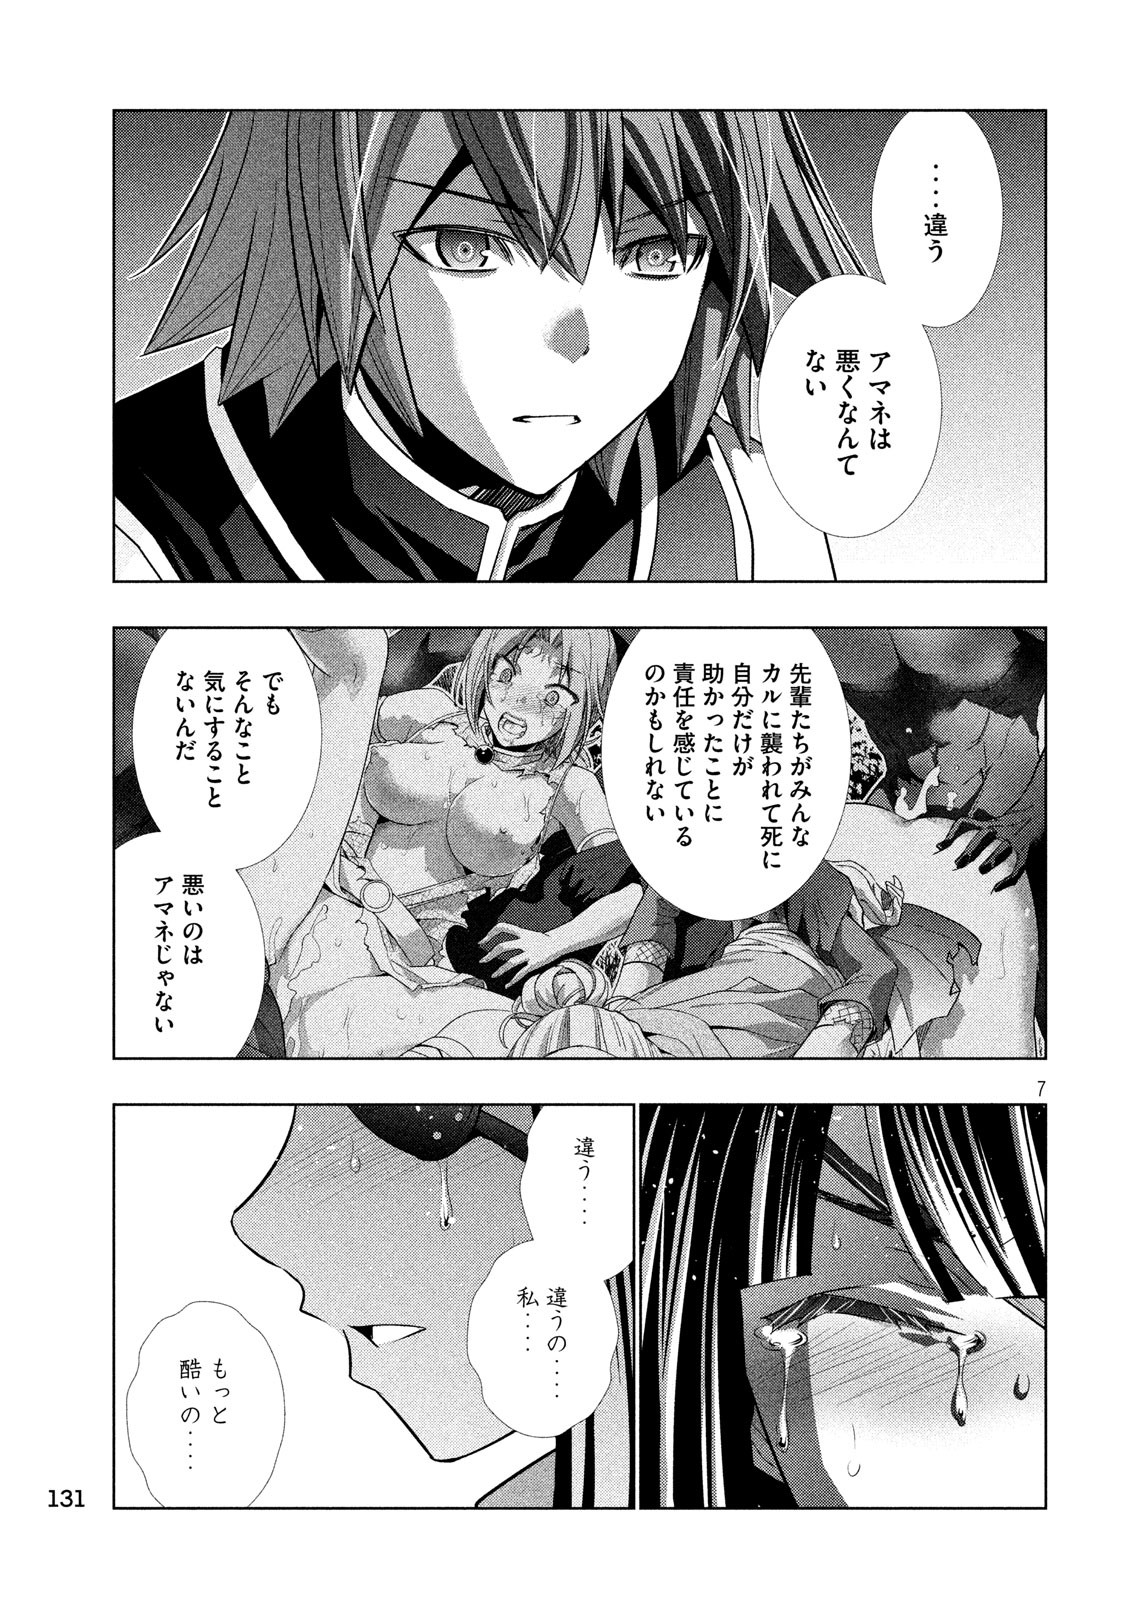 ‥‥違う
アマネは
悪くなんて
ない
先輩たちがみんな
カルに襲われて死に
自分だけが
助かったことに
責任を感じている
のかもしれない
でも
そんなこと
気にすること
ないんだ
悪いのは
アマネじゃない
7
違う‥‥
違うの‥‥
私‥‥
もっと
酷いの‥‥
131